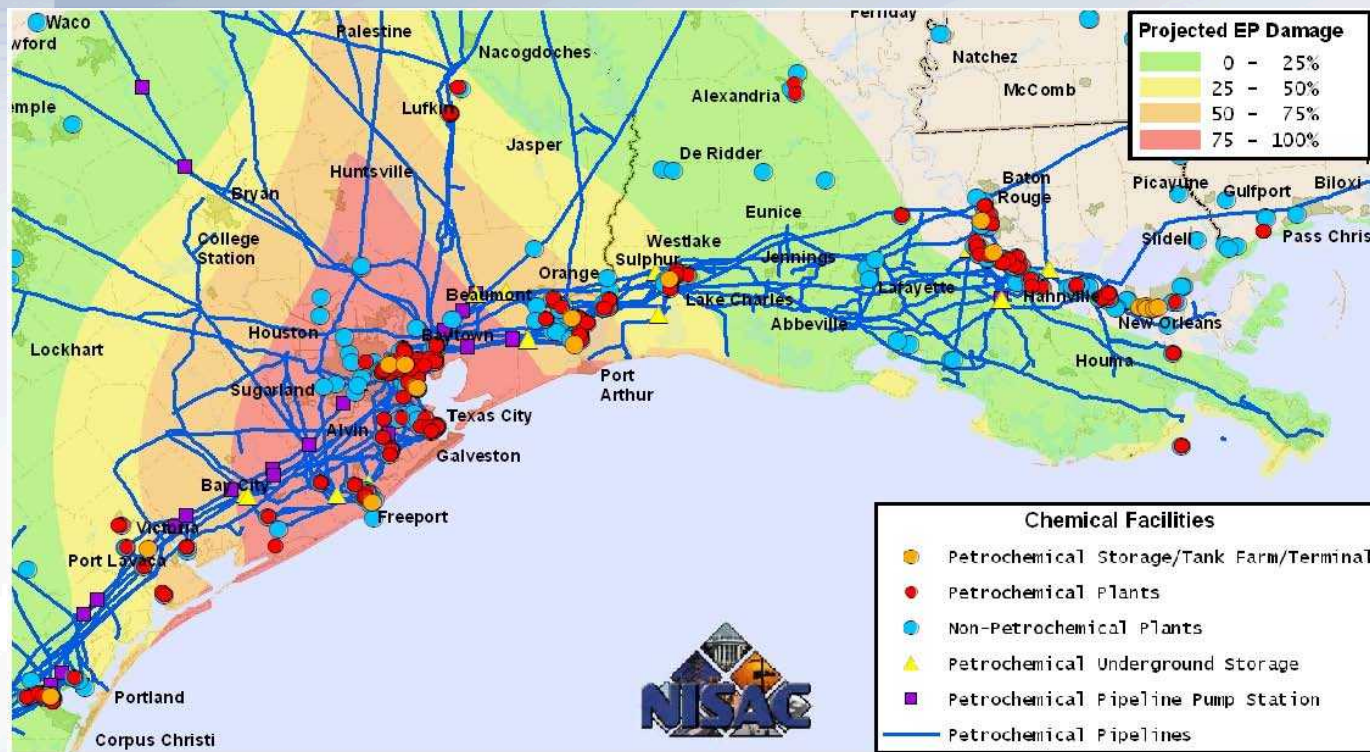 Waco
Ferriday
Projected EP Damage
0 - 25%
25 - 50%
50 - 75%
75 - 100%
wford
Palestine
Nacogdoches
Natchez
emple
Lufkin
Alexandria
McComb
Jasper
De Ridder
Huntsville
Bryan
Baton
Rouge
Picayune
Gulfport
Biloxi
College
Station
Eunice
Slidell
Pass Chris
Westlake
Orange
Sulphur
Jennings
Beaumont
Lafayette
Hahnville
Lake Charles
Houston
Baytown
Abbeville
New Orleans
Lockhart
Houma
Sugarland
Port
Arthur
Texas City
Alvin
Galveston
Bay City
Freeport
Victoria
Port Lavaca
Chemical Facilities
Petrochemical Storage/Tank Farm/Terminal
Petrochemical Plants
Non-Petrochemical Plants
Petrochemical Underground Storage
Petrochemical Pipeline Pump Station
Petrochemical Pipelines
NISAC
Portland
Corpus Christi